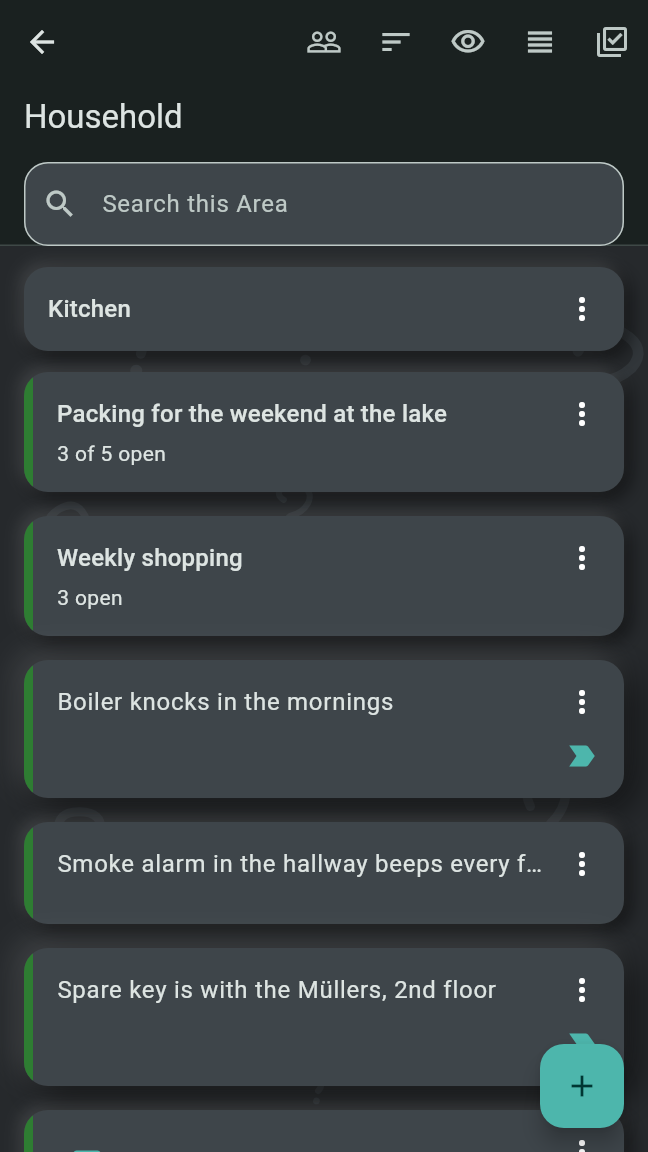 Household
Search this Area
Kitchen
Packing for the weekend at the lake
3 of 5 open
Weekly shopping
3 open
Boiler knocks in the mornings
Smoke alarm in the hallway beeps every f…
Spare key is with the Müllers, 2nd floor